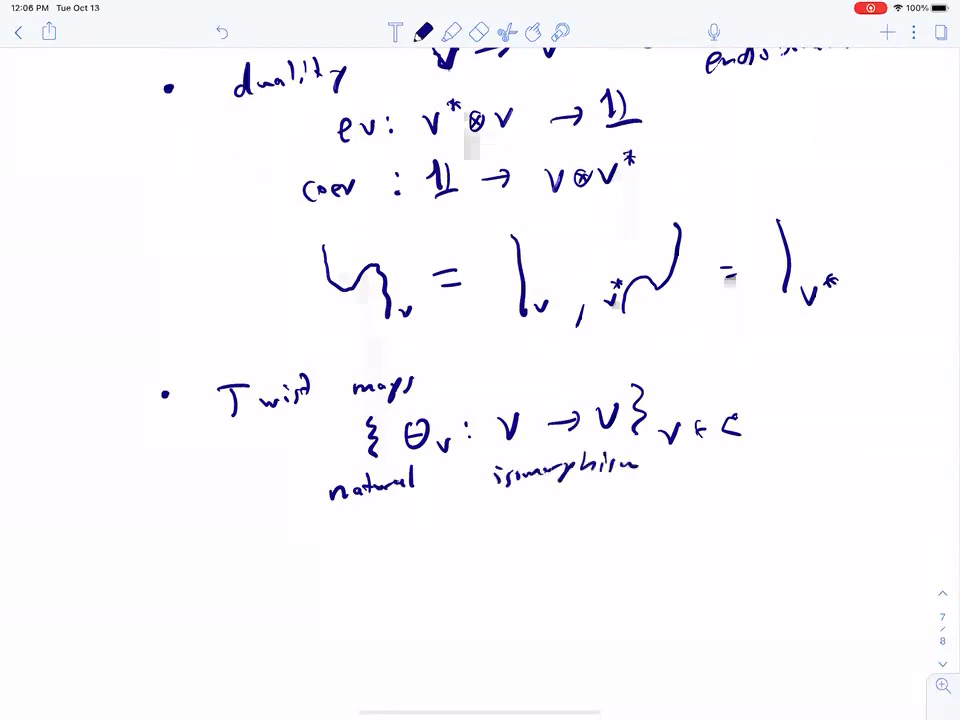 12:06 PM Tue Oct 13
100%
V → V
• duality
ev: V* ⊗ V → 𝟙
coev : 𝟙 → V ⊗ V*
V = V , V* = V*
• Twist maps
{ θ_V : V → V }_{V ∈ C}
natural isomorphism
7
/
8